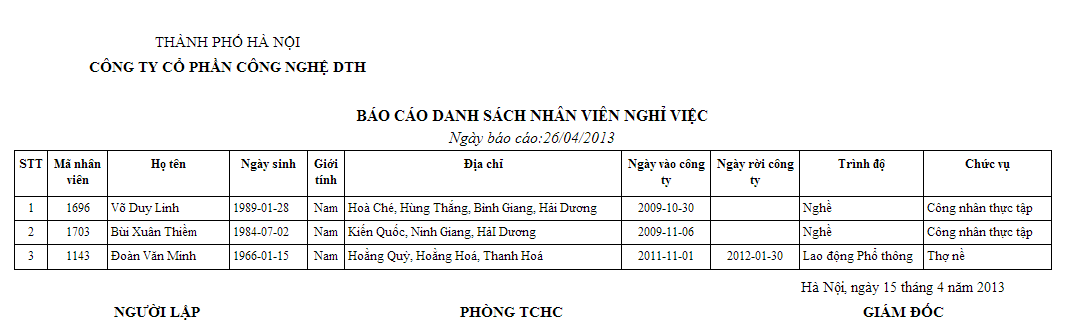 THÀNH PHỐ HÀ NỘI
CÔNG TY CỔ PHẦN CÔNG NGHỆ DTH
BÁO CÁO DANH SÁCH NHÂN VIÊN NGHỈ VIỆC
Ngày báo cáo:26/04/2013
STT Mã nhân viên Họ tên Ngày sinh Giới tính Địa chỉ Ngày vào công ty Ngày rời công ty Trình độ Chức vụ
1 1696 Võ Duy Linh 1989-01-28 Nam Hoà Ché, Hùng Thắng, Bình Giang, Hải Dương 2009-10-30 Nghề Công nhân thực tập
2 1703 Bùi Xuân Thiềm 1984-07-02 Nam Kiến Quốc, Ninh Giang, HảI Dương 2009-11-06 Nghề Công nhân thực tập
3 1143 Đoàn Văn Minh 1966-01-15 Nam Hoằng Quỳ, Hoằng Hoá, Thanh Hoá 2011-11-01 2012-01-30 Lao động Phổ thông Thợ nề
Hà Nội, ngày 15 tháng 4 năm 2013
NGƯỜI LẬP PHÒNG TCHC GIÁM ĐỐC